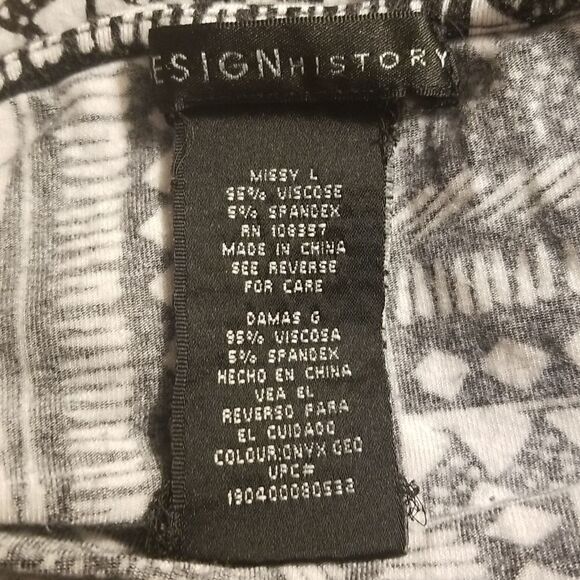 ESIGNHISTORY
MISSY L
95% VISCOSE
5% SPANDEX
RN 108357
MADE IN CHINA
SEE REVERSE
FOR CARE
DAMAS G
95% VISCOSA
5% SPANDEX
HECHO EN CHINA
VEA EL
REVERSO PARA
EL CUIDADO
COLOUR:ONYX GEO
UPC#
190400080532